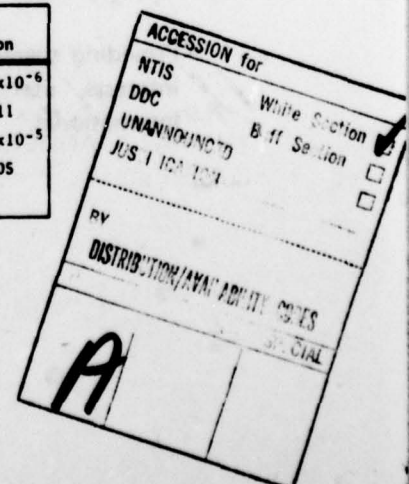 on
x10-6
11
x10-5
05
ACCESSION for
NTIS White Section
DDC Buff Section
UNANNOUNCED
JUSTIFICATION
BY
DISTRIBUTION/AVAILABILITY CODES
SPECIAL
A